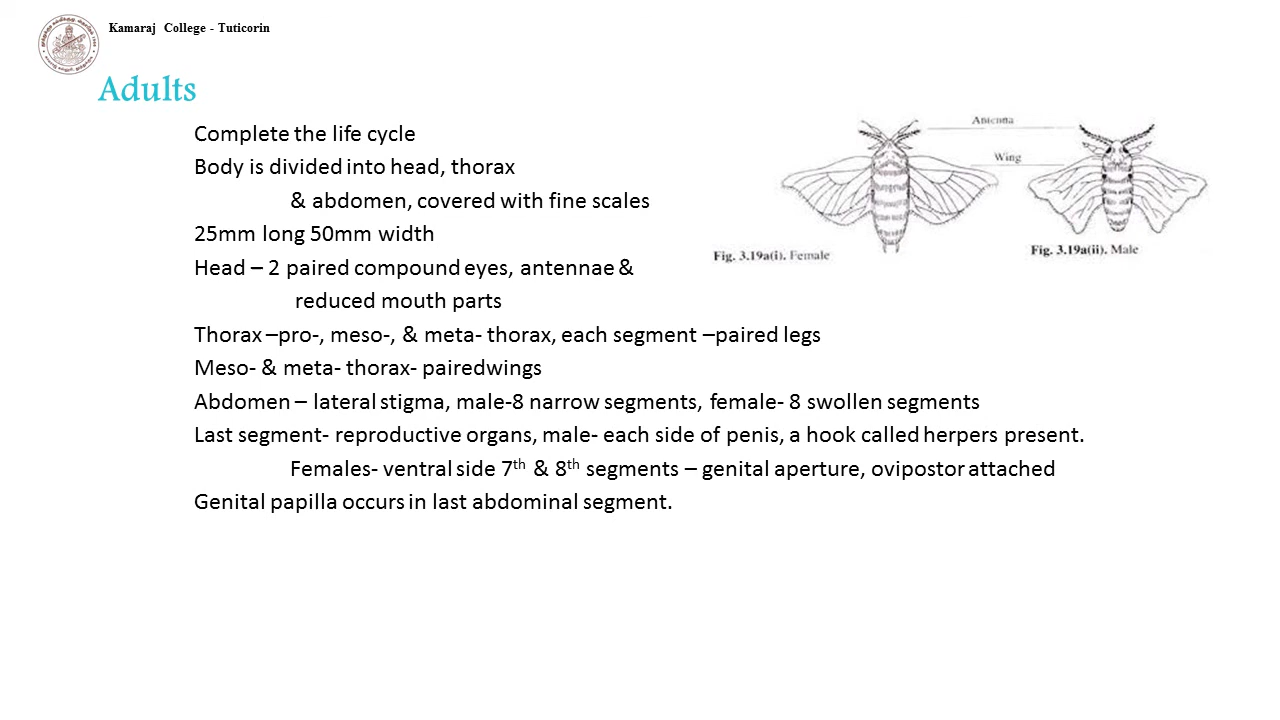 Kamaraj College - Tuticorin
Adults
Complete the life cycle
Body is divided into head, thorax
& abdomen, covered with fine scales
25mm long 50mm width
Head – 2 paired compound eyes, antennae &
reduced mouth parts
Thorax –pro-, meso-, & meta- thorax, each segment –paired legs
Meso- & meta- thorax- pairedwings
Abdomen – lateral stigma, male-8 narrow segments, female- 8 swollen segments
Last segment- reproductive organs, male- each side of penis, a hook called herpers present.
Females- ventral side 7th & 8th segments – genital aperture, ovipostor attached
Genital papilla occurs in last abdominal segment.
Antenna
Wing
Fig. 3.19a(i). Female
Fig. 3.19a(ii). Male